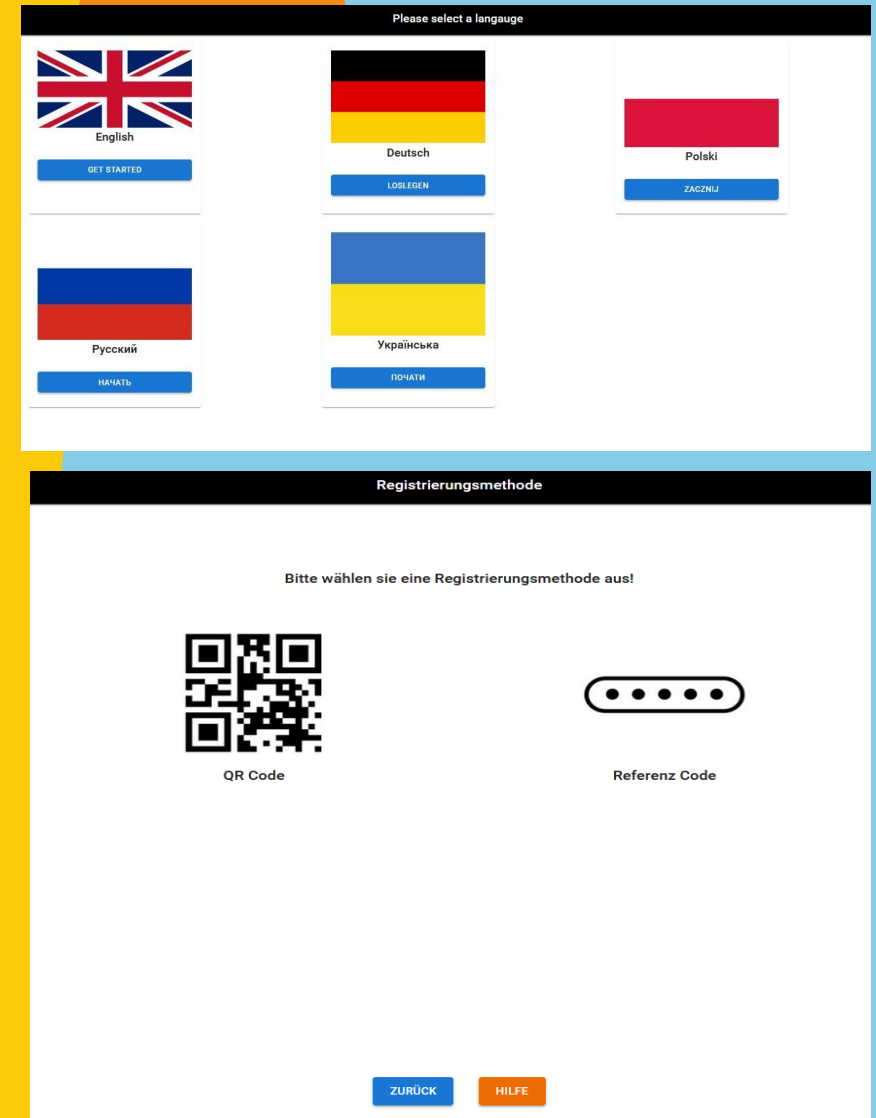 Please select a langauge
English
GET STARTED
Deutsch
LOSLEGEN
Polski
ZACZNIJ
Русский
НАЧАТЬ
Українська
ПОЧАТИ
Registrierungsmethode
Bitte wählen sie eine Registrierungsmethode aus!
QR Code
Referenz Code
ZURÜCK
HILFE